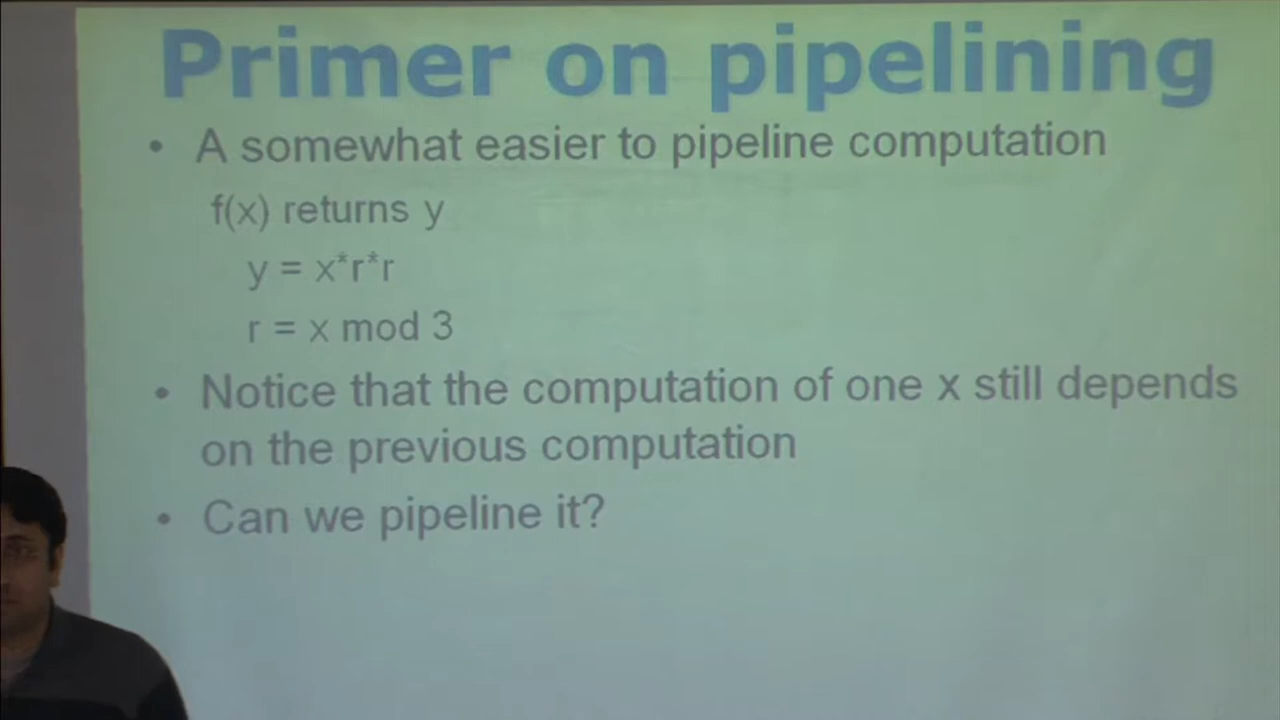 Primer on pipelining
• A somewhat easier to pipeline computation
f(x) returns y
y = x*r*r
r = x mod 3
• Notice that the computation of one x still depends
on the previous computation
• Can we pipeline it?